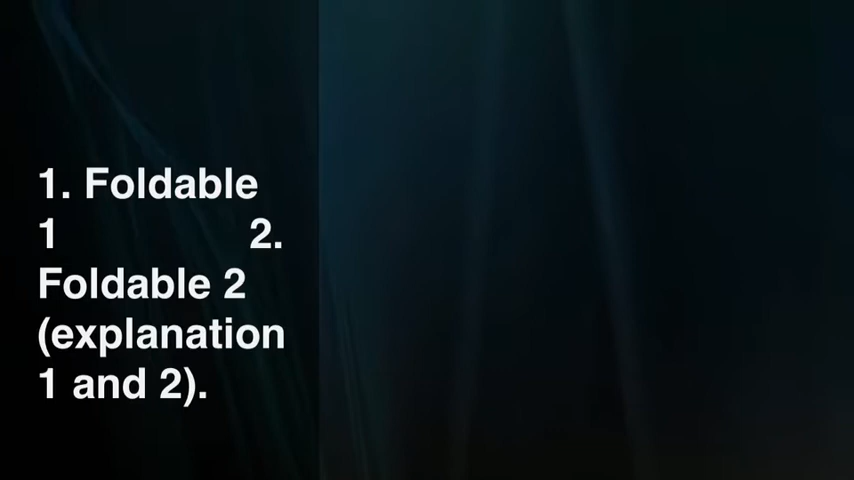 1. Foldable
1 2.
Foldable 2
(explanation
1 and 2).